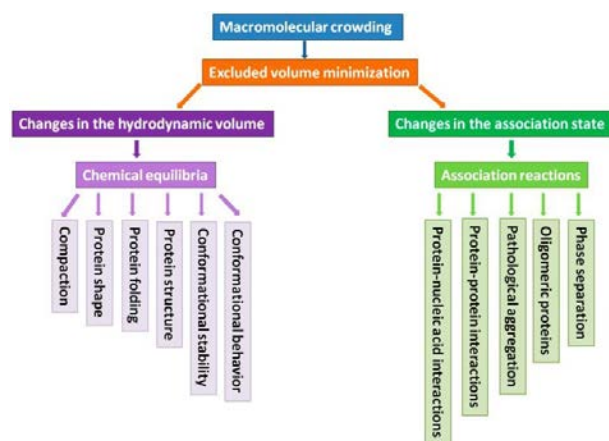 Macromolecular crowding
Excluded volume minimization
Changes in the hydrodynamic volume
Changes in the association state
Chemical equilibria
Association reactions
Compaction
Protein shape
Protein folding
Protein structure
Conformational stability
Conformational behavior
Protein-nucleic acid interactions
Protein-protein interactions
Pathological aggregation
Oligomeric proteins
Phase separation